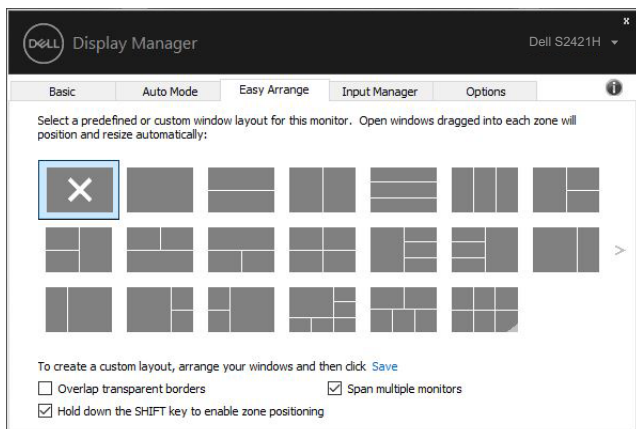 x
DELL Display Manager Dell S2421H
Basic Auto Mode Easy Arrange Input Manager Options i
Select a predefined or custom window layout for this monitor. Open windows dragged into each zone will
position and resize automatically:
To create a custom layout, arrange your windows and then click Save
Overlap transparent borders Span multiple monitors
Hold down the SHIFT key to enable zone positioning